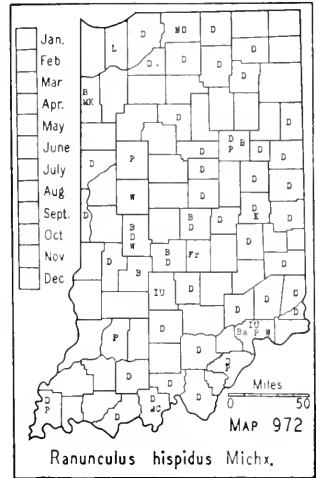 Jan.
Feb
Mar
Apr.
May
June
July
Aug
Sept.
Oct
Nov
Dec
L D ND D
D. D D D
B
MK
D
D D B D
P
P D
D
W D D D
D B D D
D K
B
D
W
D B B D Fr
D
IU D D D D
D
IU
Ba P W
P D D
D
P
D D
D
P D D
MC
Miles
0 50
MAP 972
Ranunculus hispidus Michx.